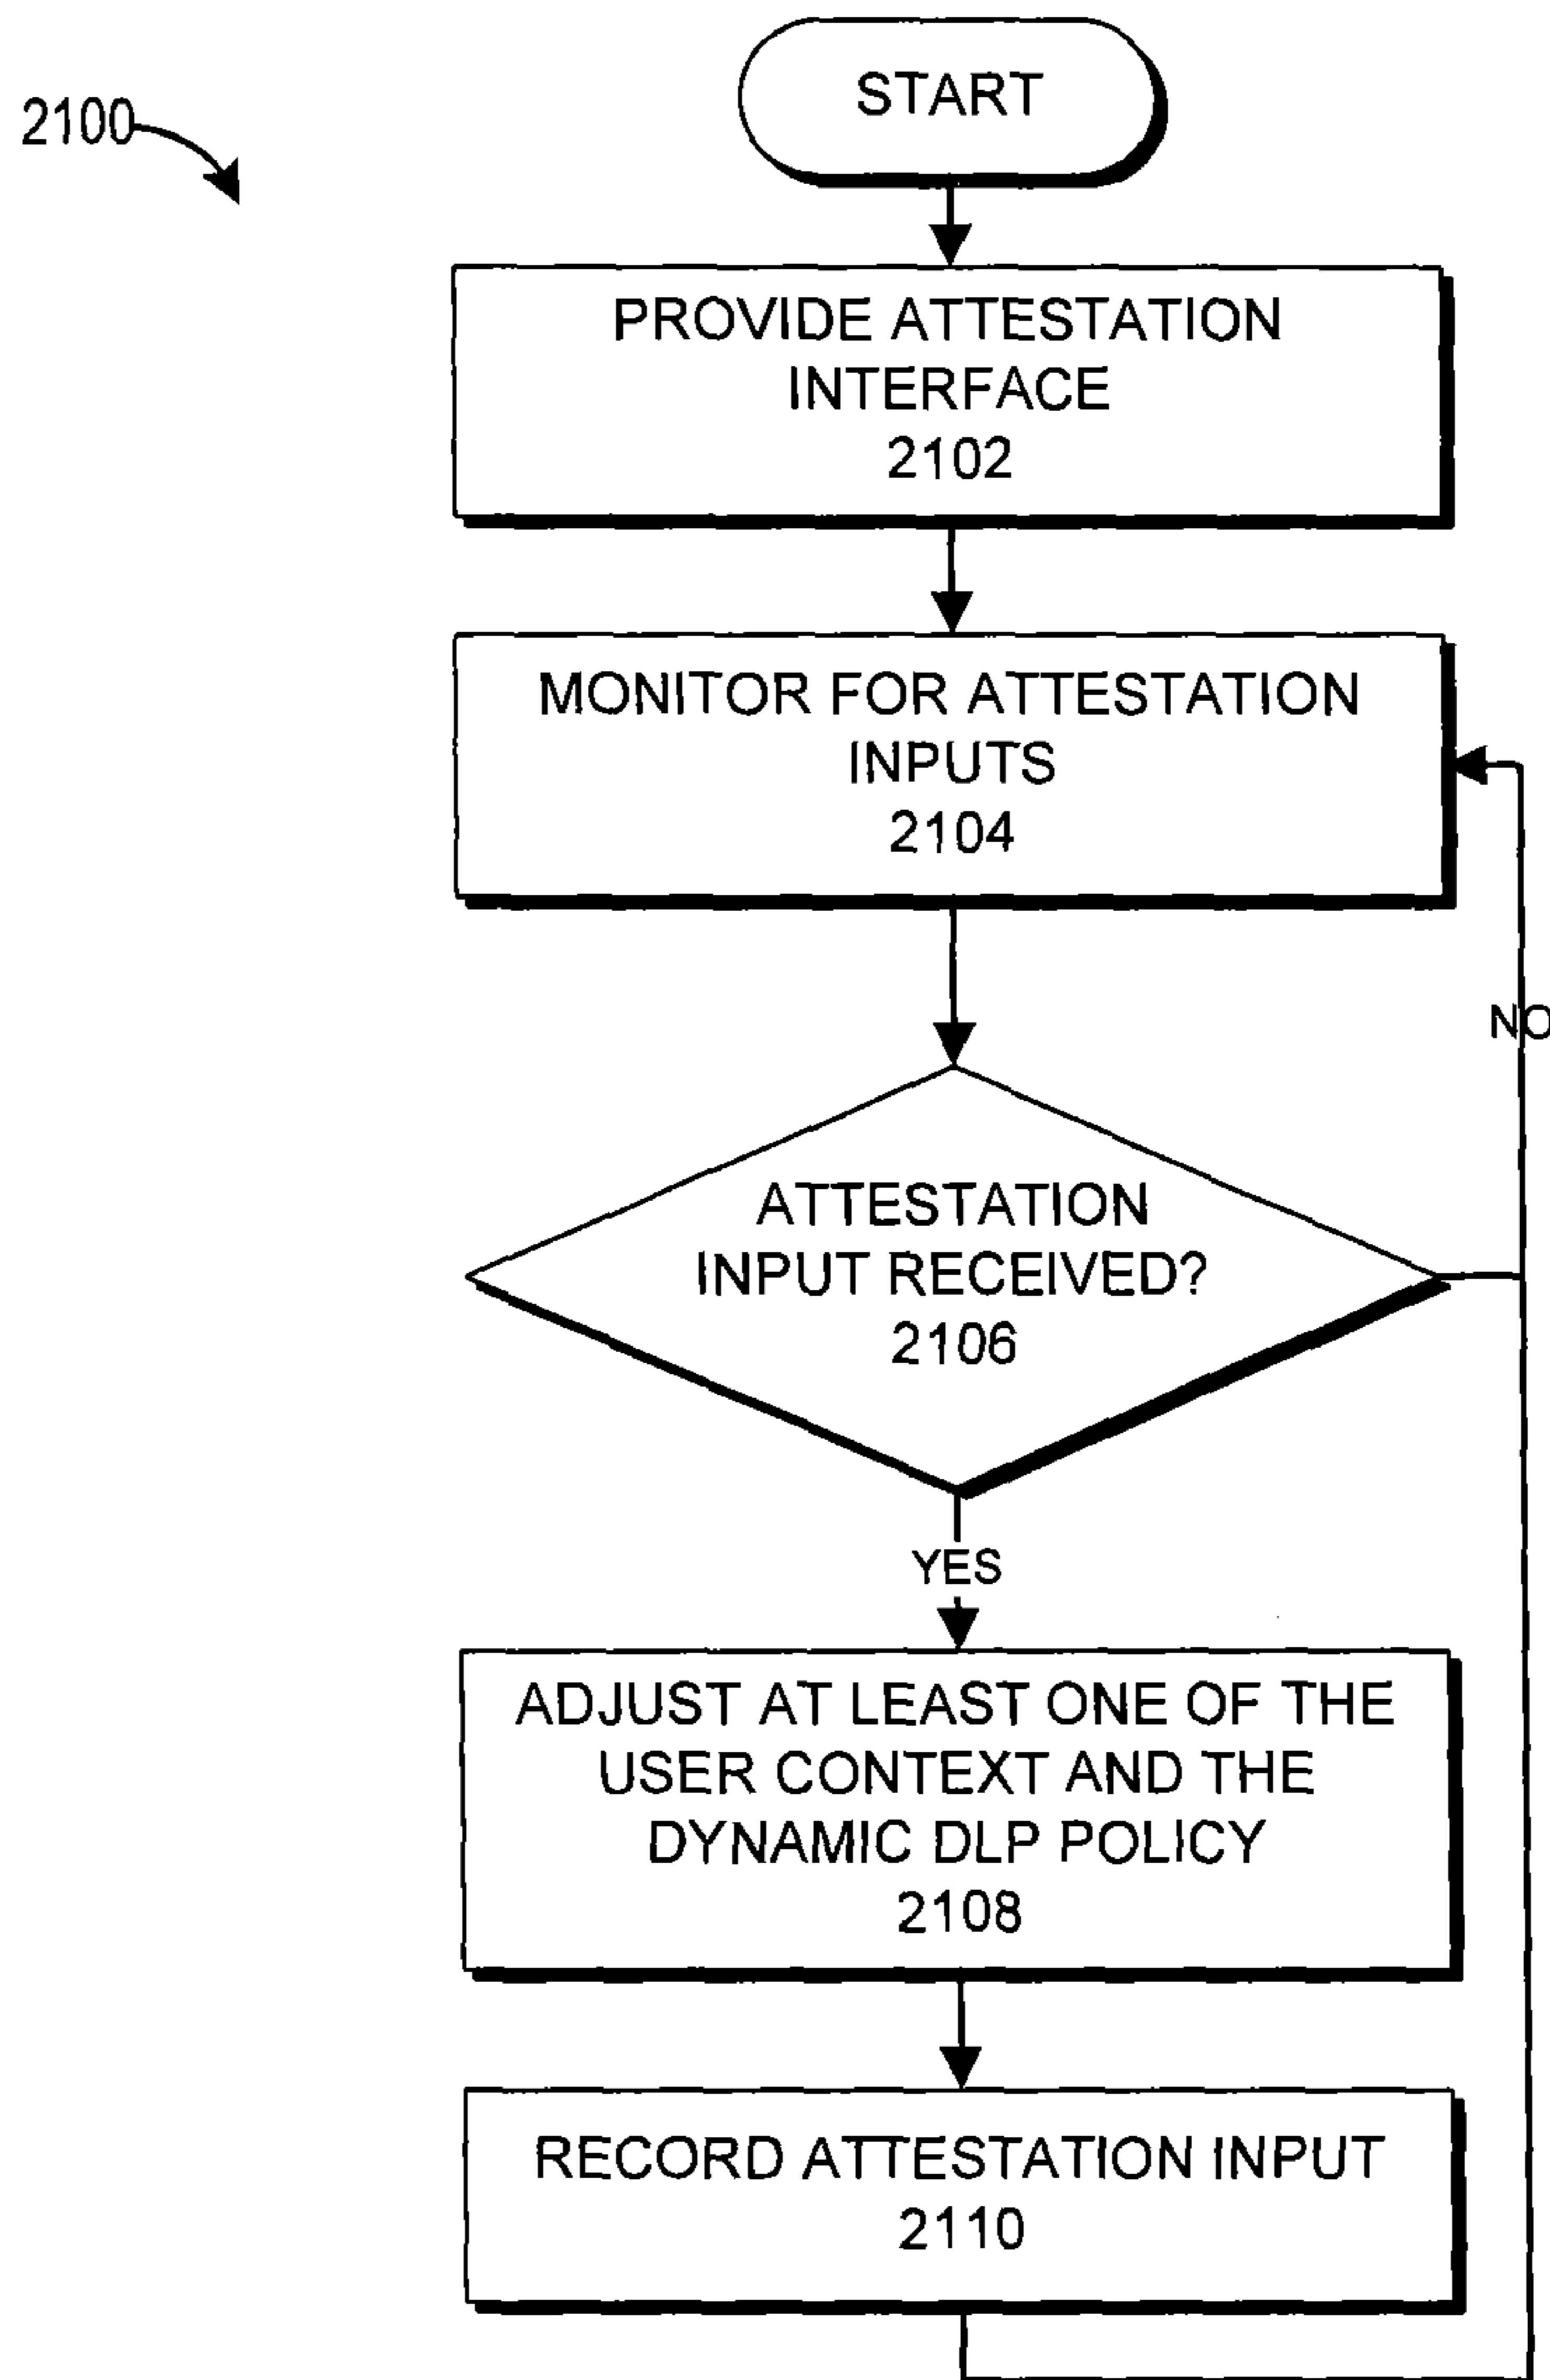 2100
START
PROVIDE ATTESTATION
INTERFACE
2102
MONITOR FOR ATTESTATION
INPUTS
2104
NO
ATTESTATION
INPUT RECEIVED?
2106
YES
ADJUST AT LEAST ONE OF THE
USER CONTEXT AND THE
DYNAMIC DLP POLICY
2108
RECORD ATTESTATION INPUT
2110